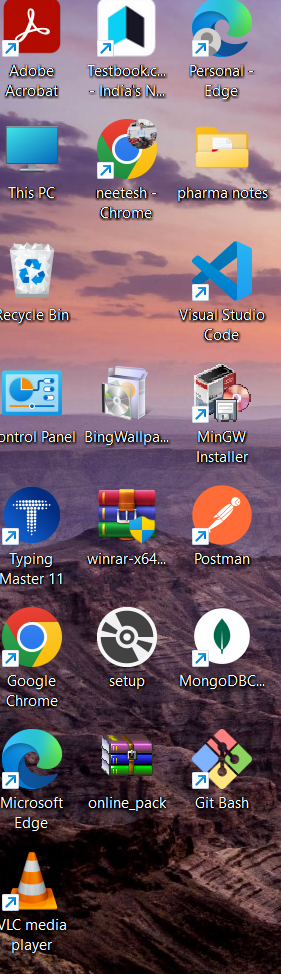 Adobe
Acrobat
Testbook.c...
- India's N...
Personal -
Edge
This PC
neetesh -
Chrome
pharma notes
Recycle Bin
Visual Studio
Code
ontrol Panel
BingWallpa...
MinGW
Installer
Typing
Master 11
winrar-x64...
Postman
Google
Chrome
setup
MongoDBC...
Microsoft
Edge
online_pack
Git Bash
VLC media
player